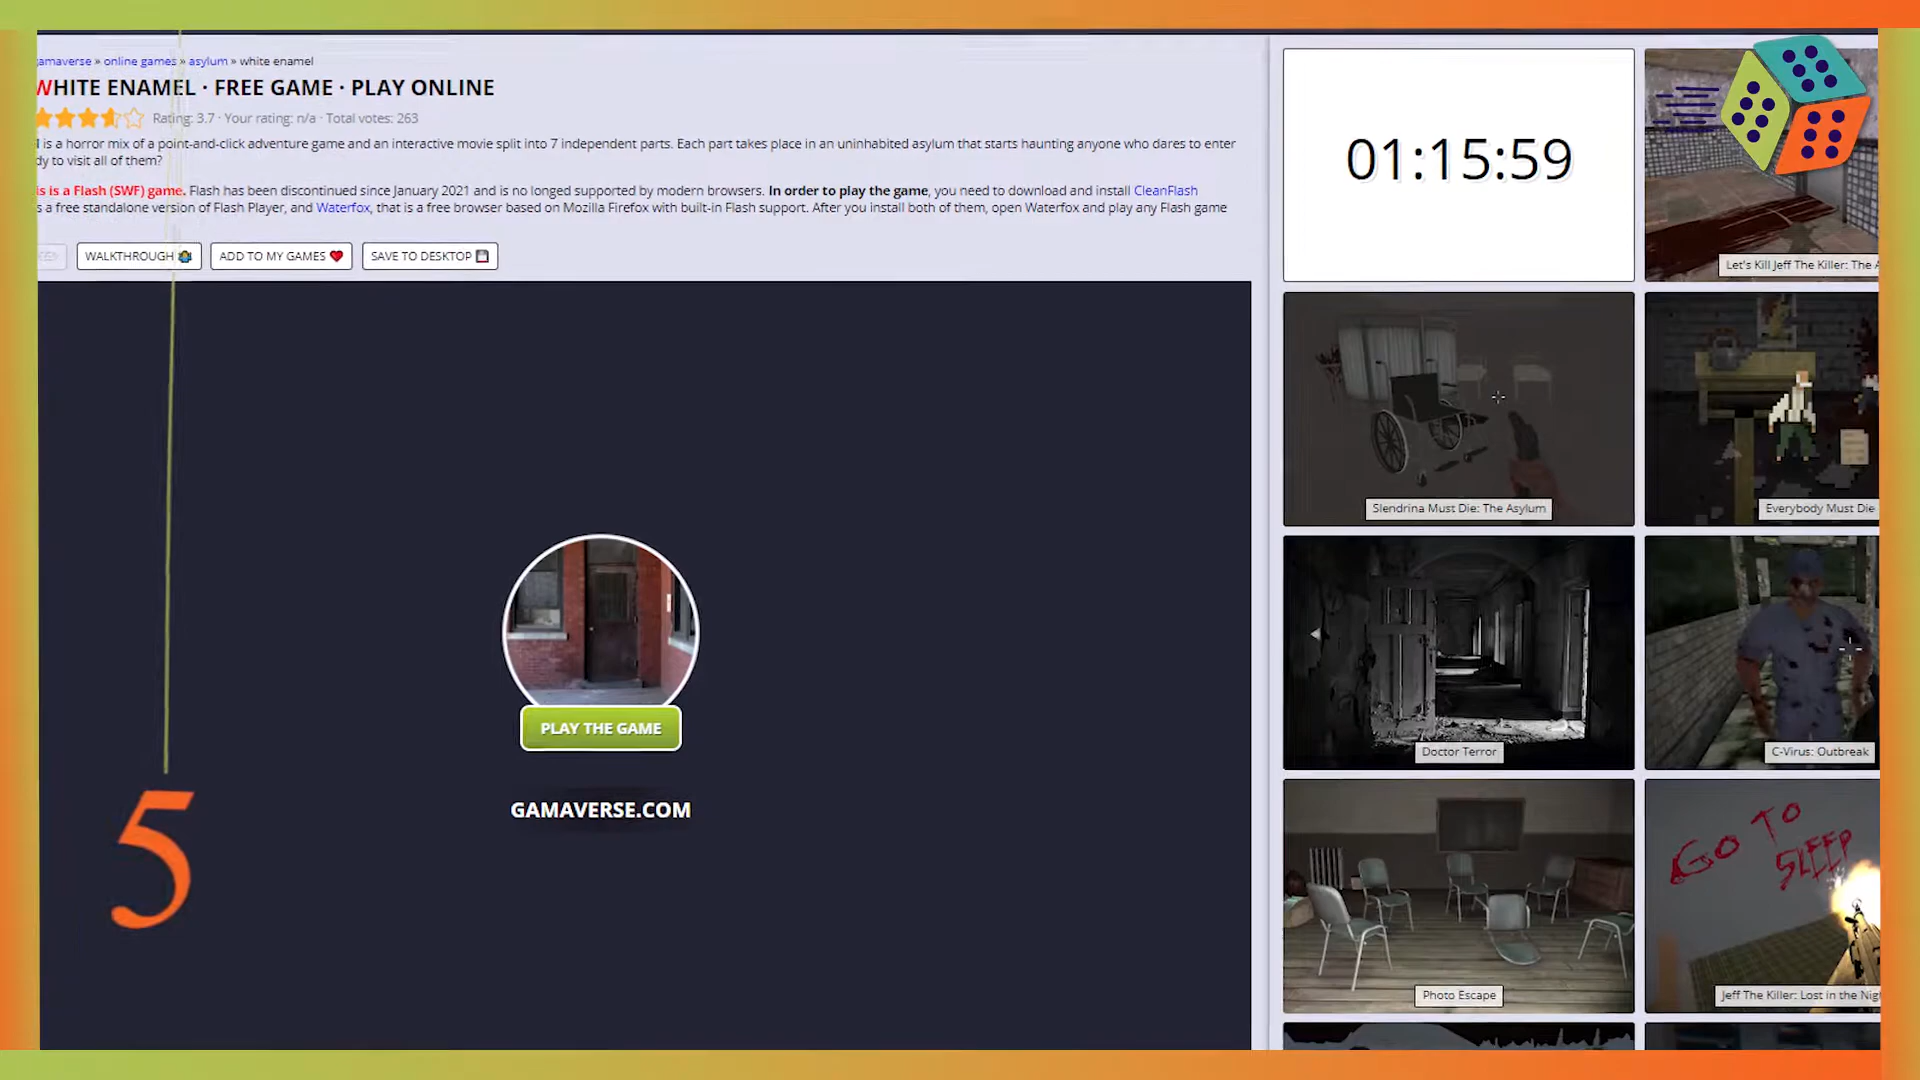 gamaverse » online games » asylum » white enamel
WHITE ENAMEL · FREE GAME · PLAY ONLINE
Rating: 3.7 · Your rating: n/a · Total votes: 263
is a horror mix of a point-and-click adventure game and an interactive movie split into 7 independent parts. Each part takes place in an uninhabited asylum that starts haunting anyone who dares to enter
dy to visit all of them?
is is a Flash (SWF) game. Flash has been discontinued since January 2021 and is no longed supported by modern browsers. In order to play the game, you need to download and install CleanFlash
s a free standalone version of Flash Player, and Waterfox, that is a free browser based on Mozilla Firefox with built-in Flash support. After you install both of them, open Waterfox and play any Flash game
WALKTHROUGH ADD TO MY GAMES SAVE TO DESKTOP
PLAY THE GAME
GAMAVERSE.COM
5
01:15:59
Let's Kill Jeff The Killer: The A
Slendrina Must Die: The Asylum
Everybody Must Die
Doctor Terror
C-Virus: Outbreak
GO TO
SLEEP
Photo Escape
Jeff The Killer: Lost in the Nig